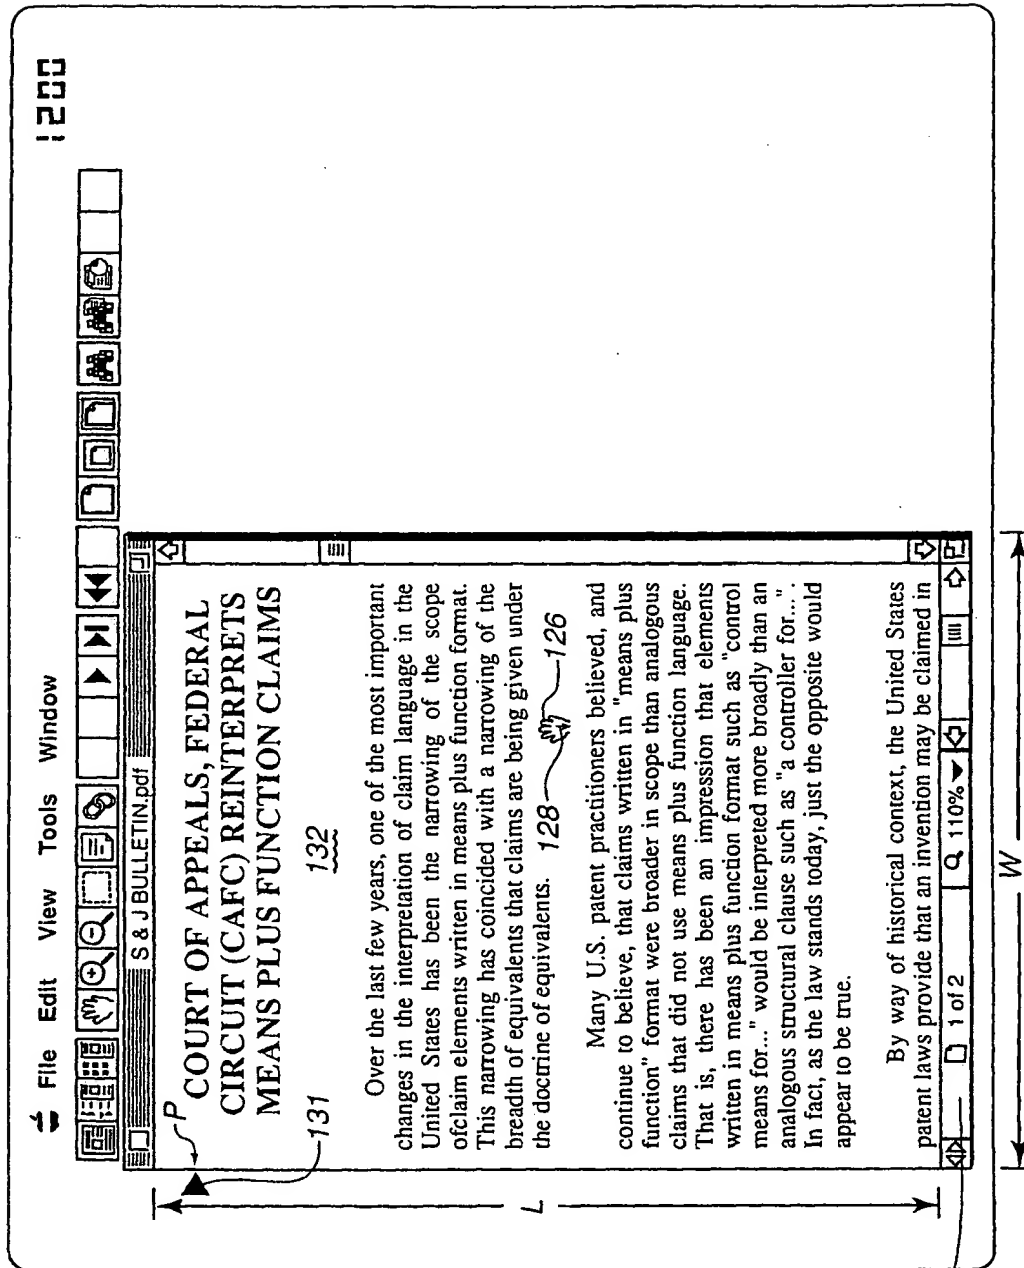 1200
File Edit View Tools Window
S & J BULLETIN.pdf
P
131
COURT OF APPEALS, FEDERAL
CIRCUIT (CAFC) REINTERPRETS
MEANS PLUS FUNCTION CLAIMS
132
Over the last few years, one of the most important
changes in the interpretation of claim language in the
United States has been the narrowing of the scope
ofclaim elements written in means plus function format.
This narrowing has coincided with a narrowing of the
breadth of equivalents that claims are being given under
the doctrine of equivalents.
128
126
Many U.S. patent practitioners believed, and
continue to believe, that claims written in "means plus
function" format were broader in scope than analogous
claims that did not use means plus function language.
That is, there has been an impression that elements
written in means plus function format such as "control
means for..." would be interpreted more broadly than an
analogous structural clause such as "a controller for... ."
In fact, as the law stands today, just the opposite would
appear to be true.
By way of historical context, the United States
patent laws provide that an invention may be claimed in
1 of 2
110%
L
W